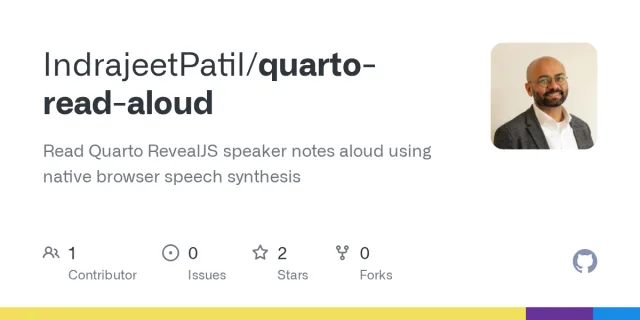 IndrajeetPatil/quarto-
read-aloud
Read Quarto RevealJS speaker notes aloud using
native browser speech synthesis
1 0 2 0
Contributor Issues Stars Forks